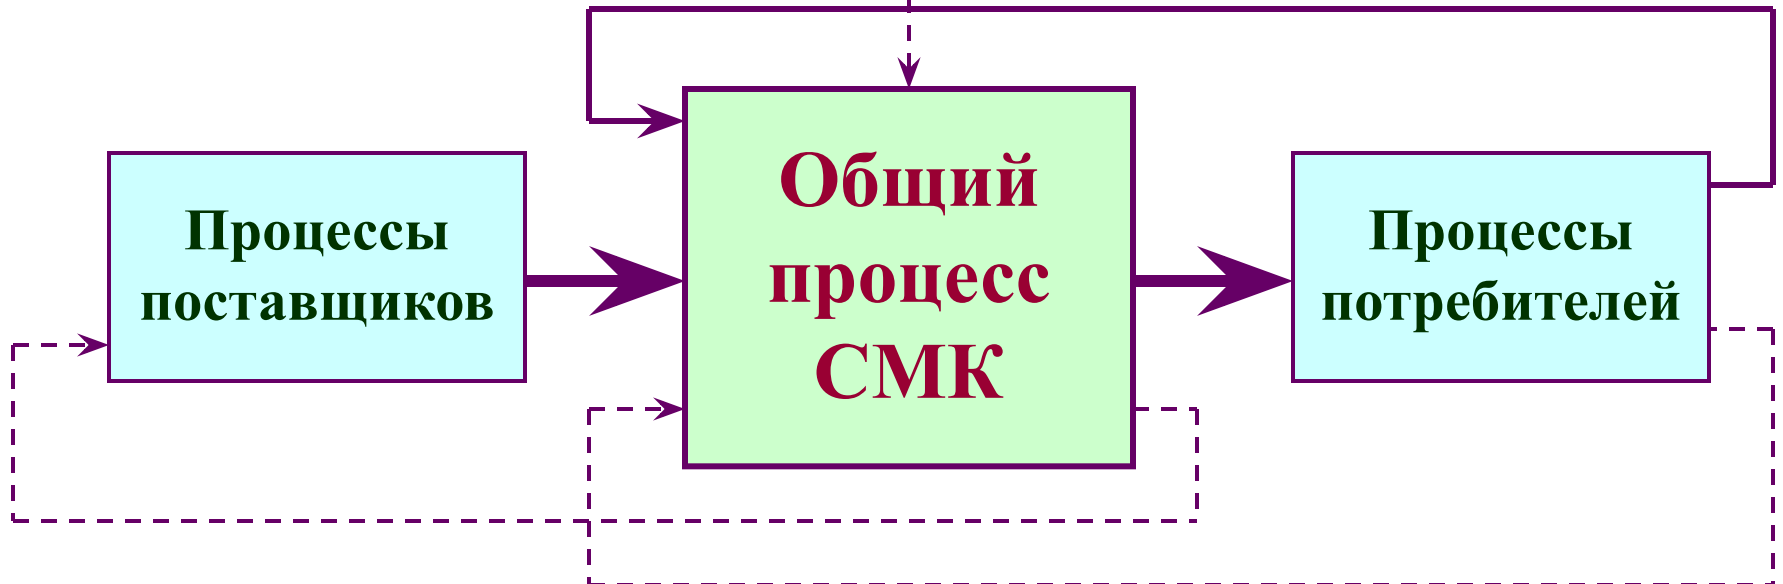 Процессы
поставщиков
Общий
процесс
СМК
Процессы
потребителей